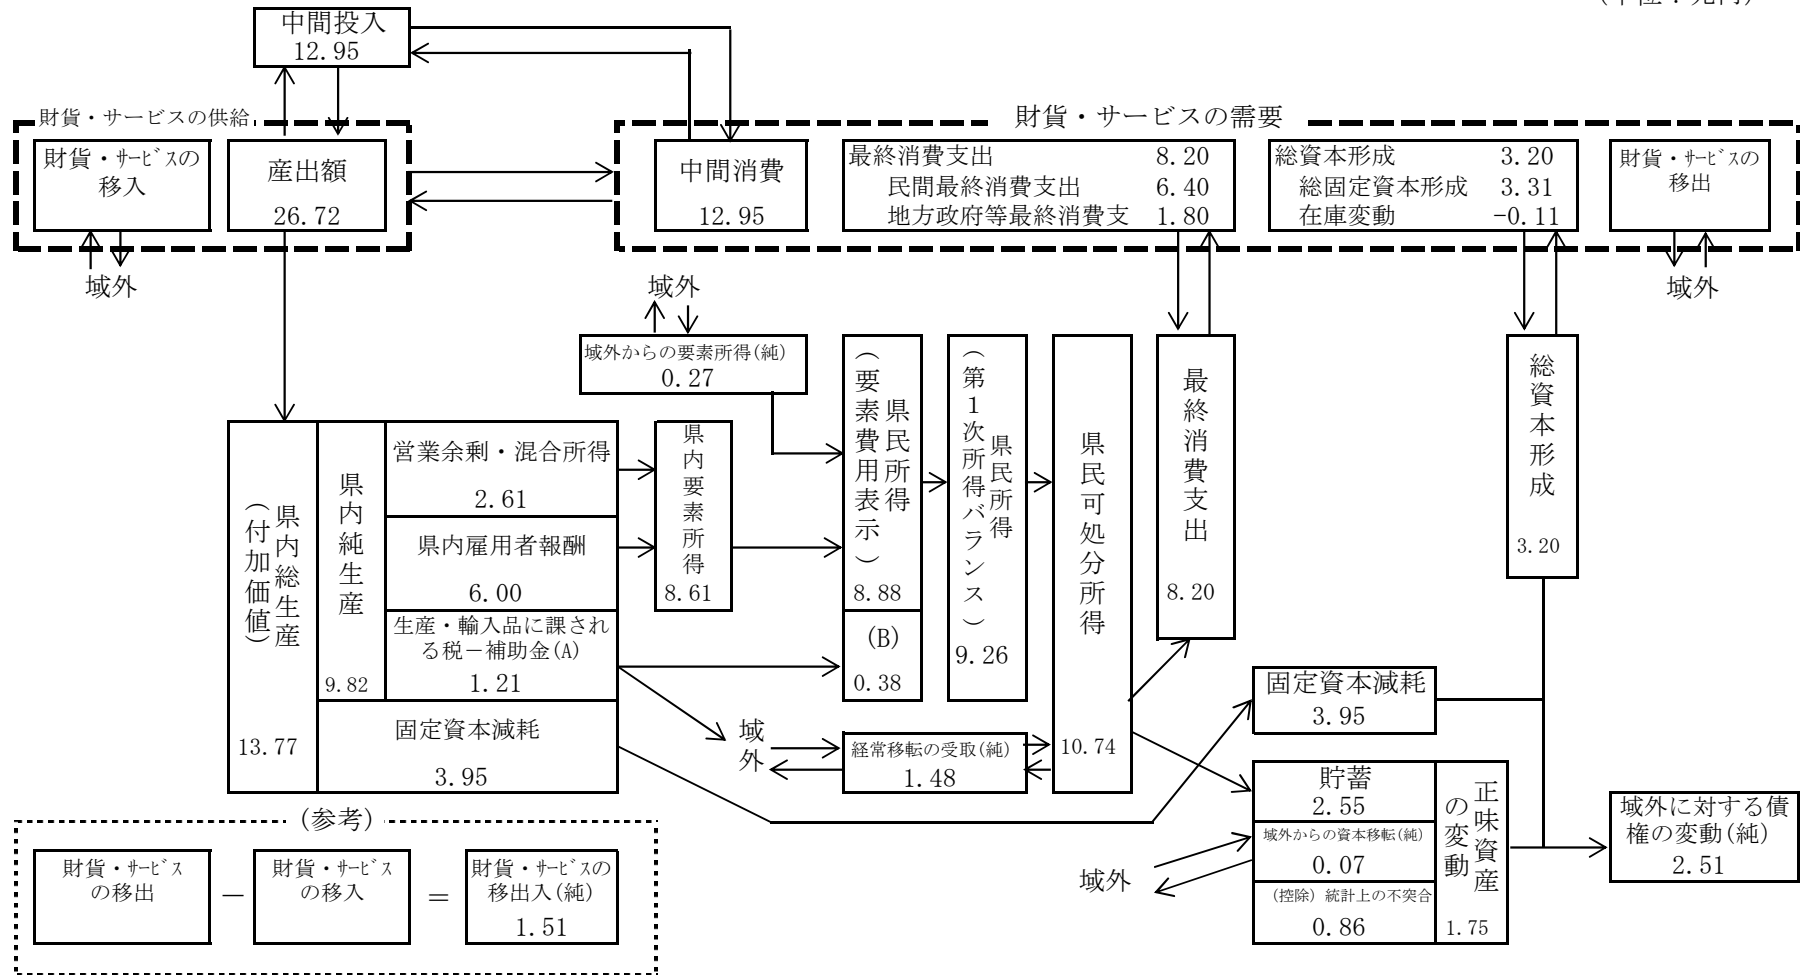 中間投入
12.95
財貨・サービスの供給
財貨・サービスの需要
財貨・サービスの
移入
産出額
26.72
中間消費
12.95
最終消費支出 8.20
民間最終消費支出 6.40
地方政府等最終消費支 1.80
総資本形成 3.20
総固定資本形成 3.31
在庫変動 -0.11
財貨・サービスの
移出
域外
域外
域外
域外からの要素所得(純)
0.27
県内総生産
(付加価値)
13.77
県内純生産
9.82
営業余剰・混合所得
2.61
県内雇用者報酬
6.00
生産・輸入品に課され
る税－補助金(A)
1.21
固定資本減耗
3.95
県内要素所得
8.61
県民所得
(要素費用表示)
8.88
(B)
0.38
県民所得
(第1次所得バランス)
9.26
県民可処分所得
10.74
最終消費支出
8.20
総資本形成
3.20
域外
経常移転の受取(純)
1.48
固定資本減耗
3.95
貯蓄
2.55
域外からの資本移転(純)
0.07
(控除)統計上の不突合
0.86
正味資産
の変動
1.75
域外
域外に対する債
権の変動(純)
2.51
(参考)
財貨・サービス
の移出
－
財貨・サービス
の移入
＝
財貨・サービスの
移出入(純)
1.51